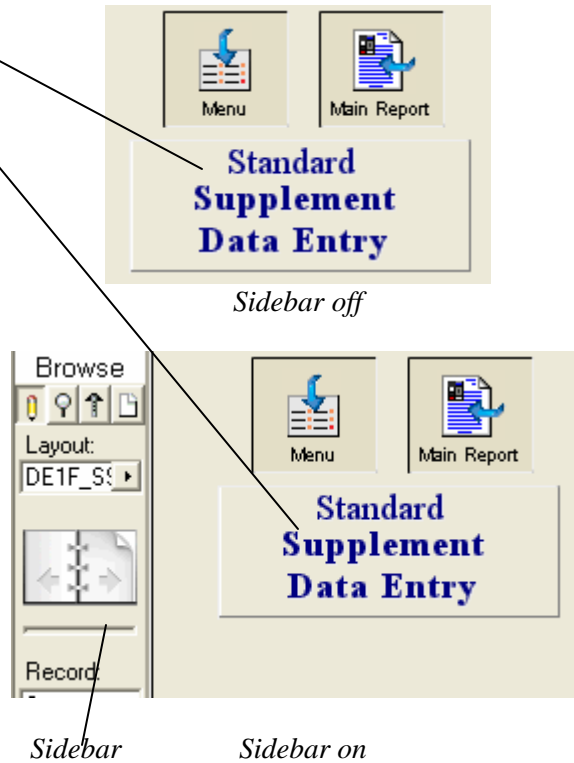 Menu
Main Report
Standard
Supplement
Data Entry
Sidebar off
Browse
Layout:
DE1F_SS
Menu
Main Report
Standard
Supplement
Data Entry
Record:
Sidebar
Sidebar on